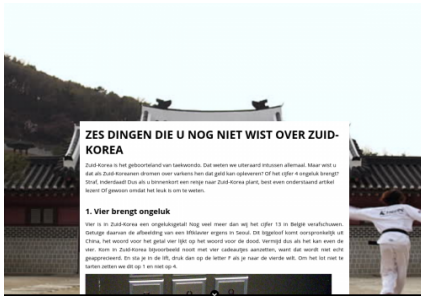 ZES DINGEN DIE U NOG NIET WIST OVER ZUID-
KOREA
Zuid-Korea is het geboorteland van taekwondo. Dat weten we uiteraard intussen allemaal. Maar wist u
dat als Zuid-Koreanen dromen over varkens hen dat geld kan opleveren? Of het cijfer 4 ongeluk brengt?
Straf, inderdaad! Dus als u binnenkort een reisje naar Zuid-Korea plant, best even onderstaand artikel
lezen! Of gewoon omdat het leuk is om te weten.
1. Vier brengt ongeluk
Vier is in Zuid-Korea een ongeluksgetal! Nog veel meer dan wij het cijfer 13 in België verafschuwen.
Getuige daarvan de afbeelding van een liftklavier ergens in Seoul. Dit bijgeloof komt oorspronkelijk uit
China, het woord voor het getal vier lijkt op het woord voor de dood. Vermijd dus als het kan even de
vier. Kom in Zuid-Korea bijvoorbeeld nooit met vier cadeautjes aanzetten, want dat wordt niet echt
geapprecieerd. En sta je in de lift, druk dan op de letter F als je naar de vierde wilt. Om het lot niet te
tarten zetten we dit op 1 en niet op 4.